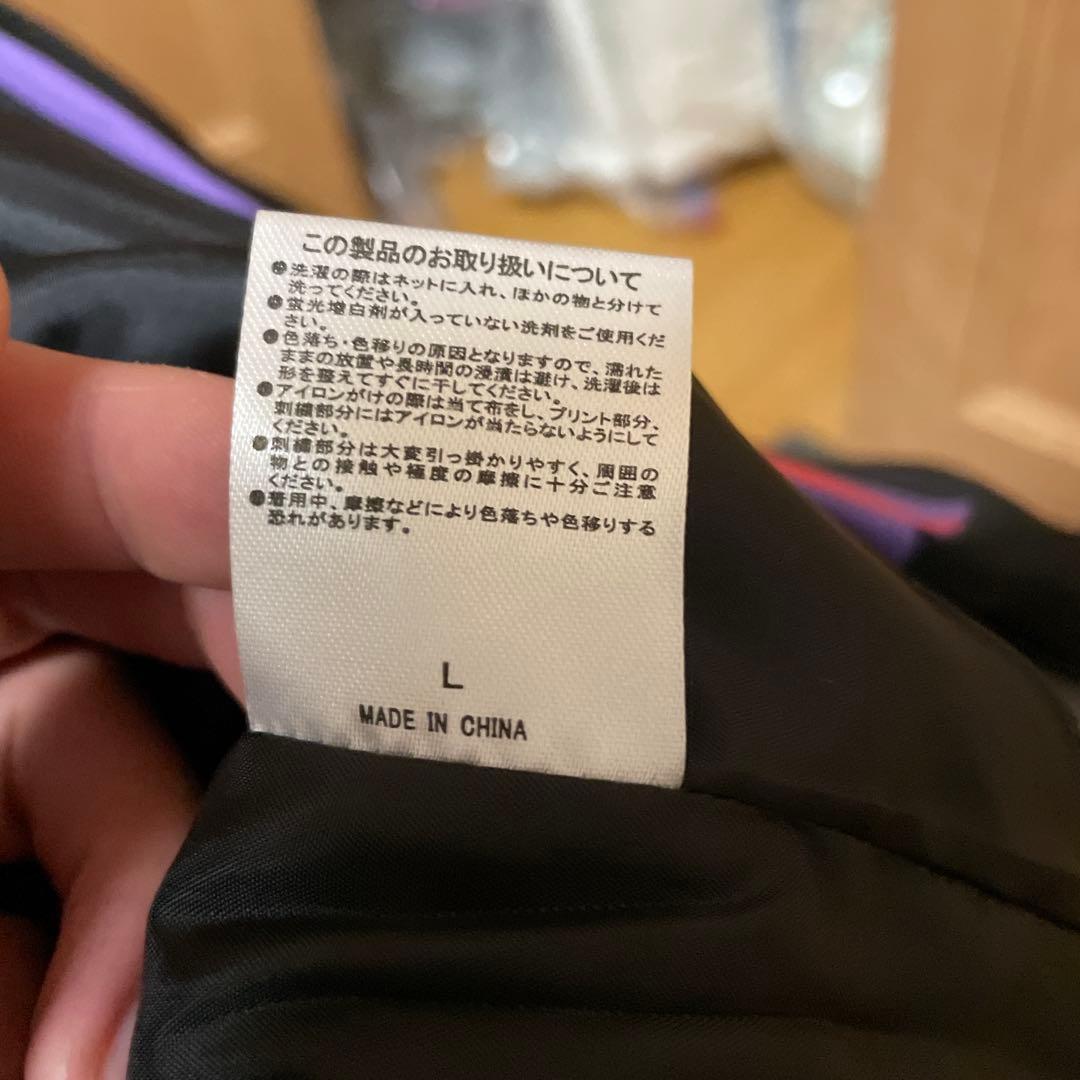 この製品のお取り扱いについて
●洗濯の際はネットに入れ、ほかの物と分けて
洗ってください。
●蛍光増白剤が入っていない洗剤をご使用くだ
さい。
●色落ち・色移りの原因となりますので、濡れた
ままの放置や長時間の浸漬は避け、洗濯後は
形を整えてすぐに干してください。
●アイロンがけの際は当て布をし、プリント部分、
刺繍部分にはアイロンが当たらないようにして
ください。
●刺繍部分は大変引っ掛かりやすく、周囲の
物との接触や極度の摩擦に十分ご注意
ください。
●着用中、摩擦などにより色落ちや色移りする
恐れがあります。
L
MADE IN CHINA